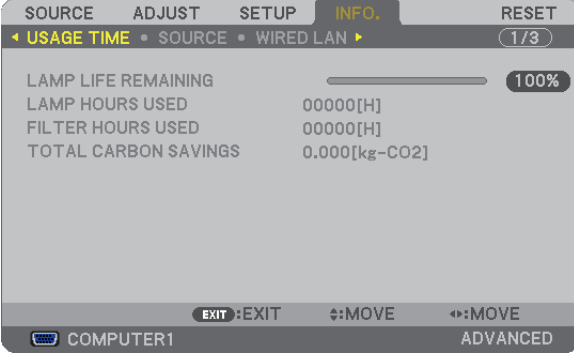 SOURCE ADJUST SETUP INFO. RESET
USAGE TIME • SOURCE • WIRED LAN 1/3
LAMP LIFE REMAINING 100%
LAMP HOURS USED 00000[H]
FILTER HOURS USED 00000[H]
TOTAL CARBON SAVINGS 0.000[kg-CO2]
EXIT :EXIT :MOVE :MOVE
COMPUTER1 ADVANCED